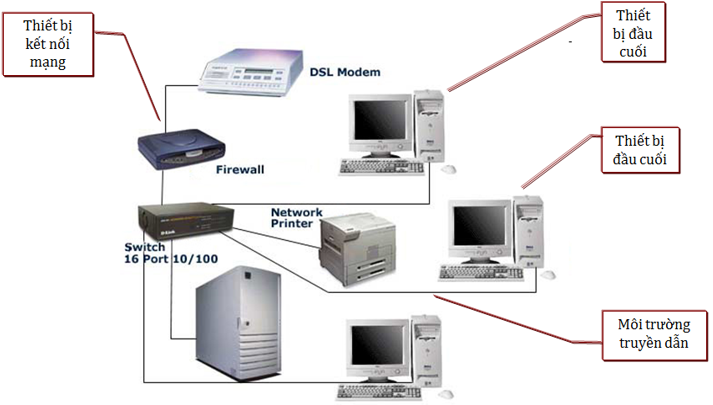 Thiết bị
kết nối
mạng
Thiết
bị đầu
cuối
DSL Modem
Firewall
Thiết bị
đầu cuối
Network
Printer
D-Link
Switch
16 Port 10/100
Môi trường
truyền dẫn